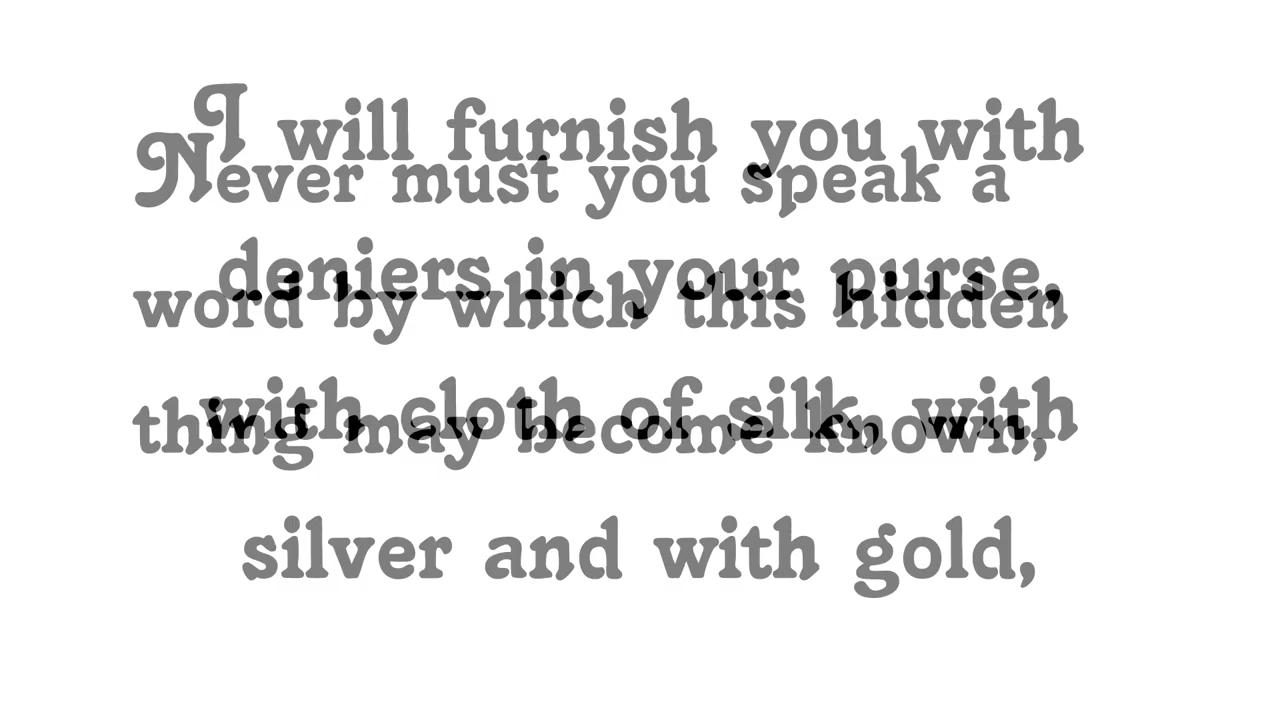 I will furnish you with
deniers in your purse,
with cloth of silk, with
silver and with gold,
Never must you speak a
word by which this hidden
thing may become known,